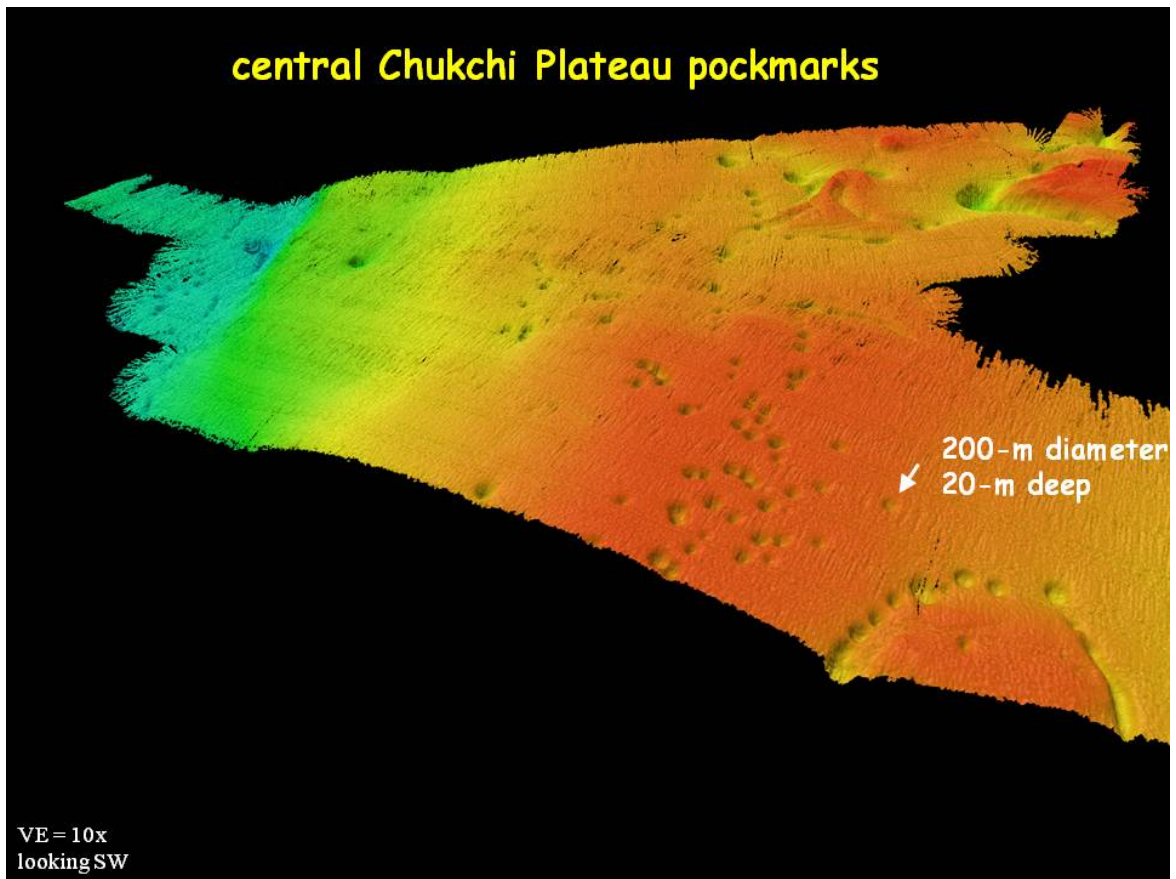 central Chukchi Plateau pockmarks
200-m diameter
20-m deep
VE = 10x
looking SW